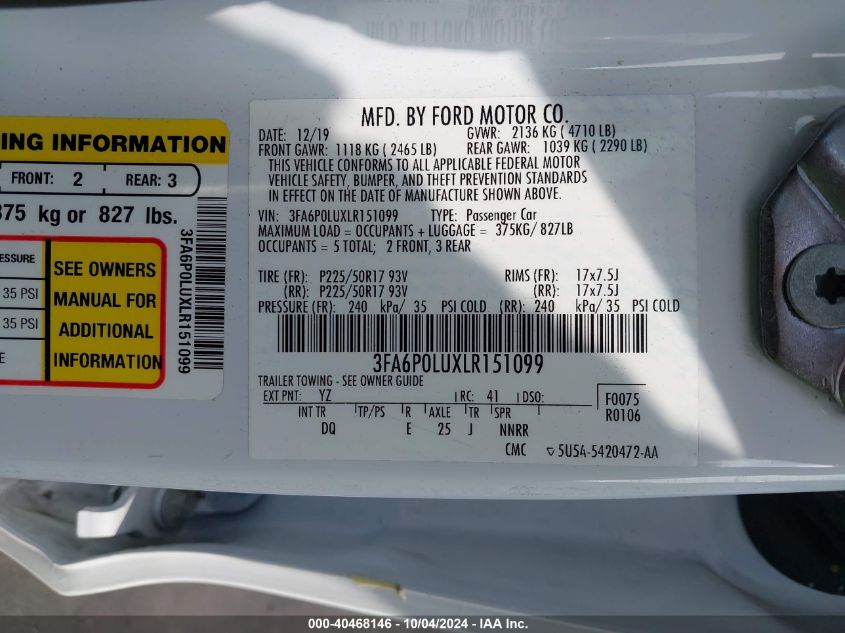 MFD. BY FORD MOTOR CO.
DATE: 12/19 GVWR: 2136 KG ( 4710 LB)
FRONT GAWR: 1118 KG ( 2465 LB) REAR GAWR: 1039 KG ( 2290 LB)
THIS VEHICLE CONFORMS TO ALL APPLICABLE FEDERAL MOTOR
VEHICLE SAFETY, BUMPER, AND THEFT PREVENTION STANDARDS
IN EFFECT ON THE DATE OF MANUFACTURE SHOWN ABOVE.
VIN: 3FA6P0LUXLR151099 TYPE: Passenger Car
MAXIMUM LOAD = OCCUPANTS + LUGGAGE = 375KG/ 827LB
OCCUPANTS = 5 TOTAL; 2 FRONT, 3 REAR
TIRE (FR): P225/50R17 93V RIMS (FR): 17x7.5J
(RR): P225/50R17 93V (RR): 17x7.5J
PRESSURE (FR): 240 kPa/ 35 PSI COLD (RR): 240 kPa/ 35 PSI COLD
3FA6P0LUXLR151099
TRAILER TOWING - SEE OWNER GUIDE
EXT PNT: YZ RC: 41 DSO: F0075
R0106
INT TR TP/PS R AXLE TR SPR
DQ E 25 J NNRR
CMC ▽ 5U5A-5420472-AA
ING INFORMATION
FRONT: 2 REAR: 3
375 kg or 827 lbs.
ESSURE
35 PSI
35 PSI
E
SEE OWNERS
MANUAL FOR
ADDITIONAL
INFORMATION
3FA6P0LUXLR151099
000-40468146 - 10/04/2024 - IAA Inc.